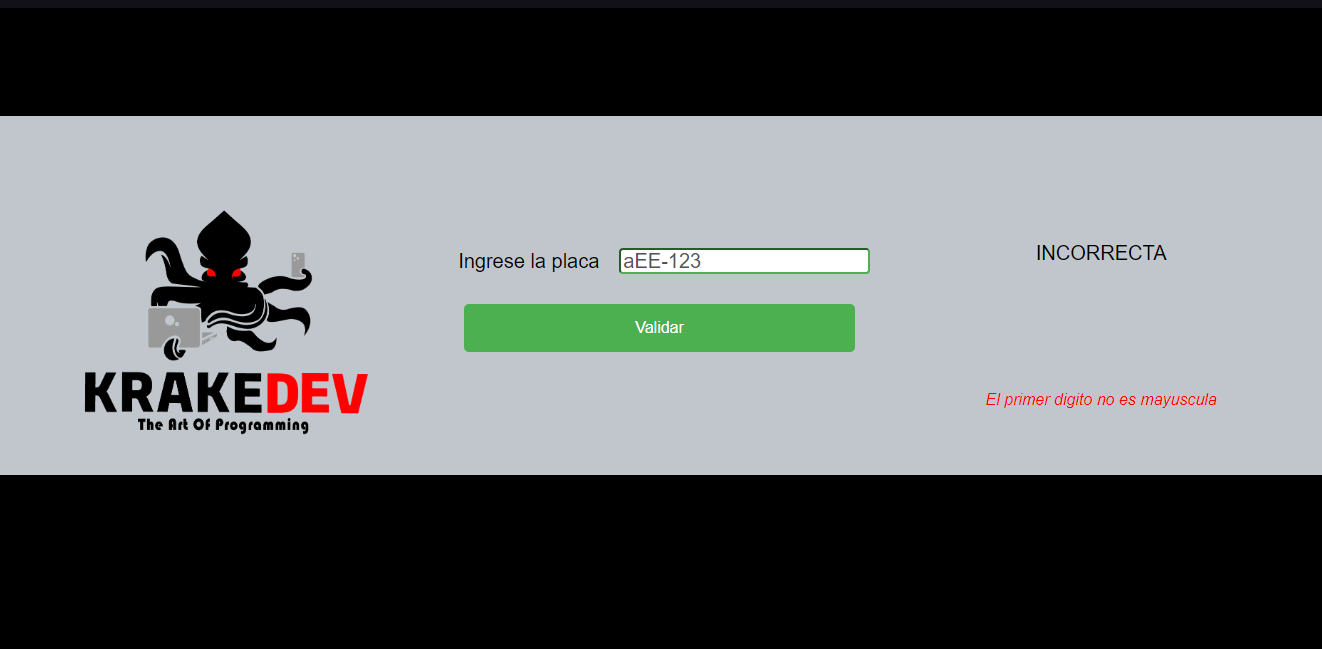 KRAKEDEV
The Art Of Programming
Ingrese la placa
aEE-123
Validar
INCORRECTA
El primer digito no es mayuscula